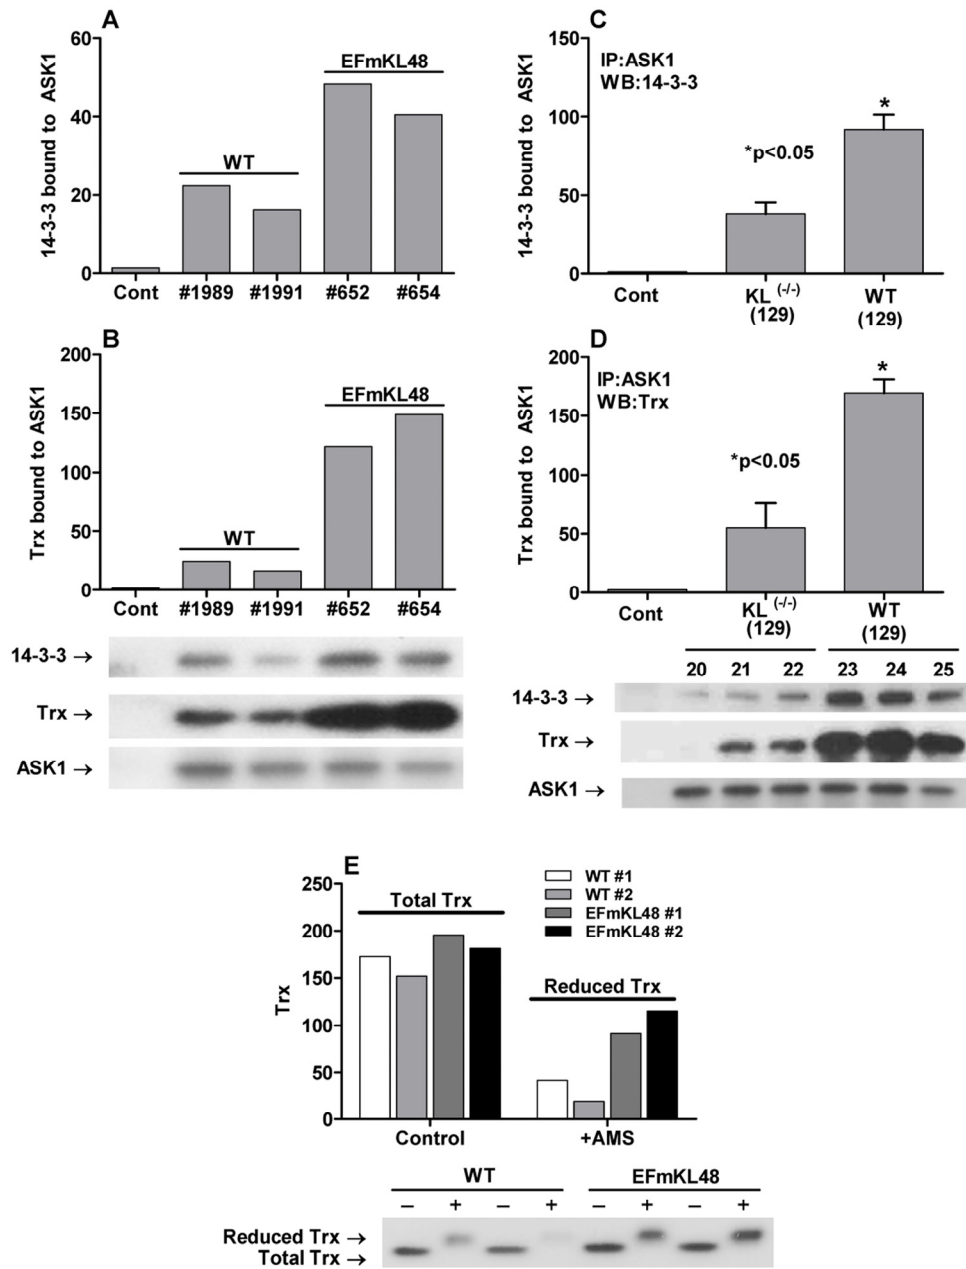 A
14-3-3 bound to ASK1
60
40
20
0
WT
EFmKL48
Cont #1989 #1991 #652 #654
B
Trx bound to ASK1
200
150
100
50
0
WT
EFmKL48
Cont #1989 #1991 #652 #654
14-3-3 →
Trx →
ASK1 →
C
14-3-3 bound to ASK1
150
100
50
0
IP:ASK1
WB:14-3-3
*
*p<0.05
Cont KL (-/-) WT
(129) (129)
D
Trx bound to ASK1
200
150
100
50
0
IP:ASK1
WB:Trx
*
*p<0.05
Cont KL (-/-) WT
(129) (129)
20 21 22 23 24 25
14-3-3 →
Trx →
ASK1 →
E
Trx
250
200
150
100
50
0
Total Trx
Reduced Trx
WT #1
WT #2
EFmKL48 #1
EFmKL48 #2
Control +AMS
WT EFmKL48
– + – + – + – +
Reduced Trx →
Total Trx →